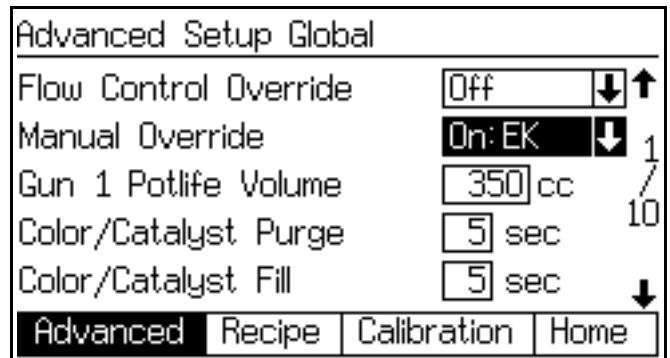 Advanced Setup Global
Flow Control Override Off
Manual Override On: EK
Gun 1 Potlife Volume 350 cc
Color/Catalyst Purge 5 sec
Color/Catalyst Fill 5 sec
1/10
Advanced Recipe Calibration Home